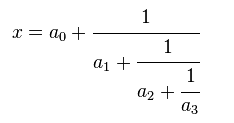 x = a₀ + 1
a₁ + 1
a₂ + 1
a₃